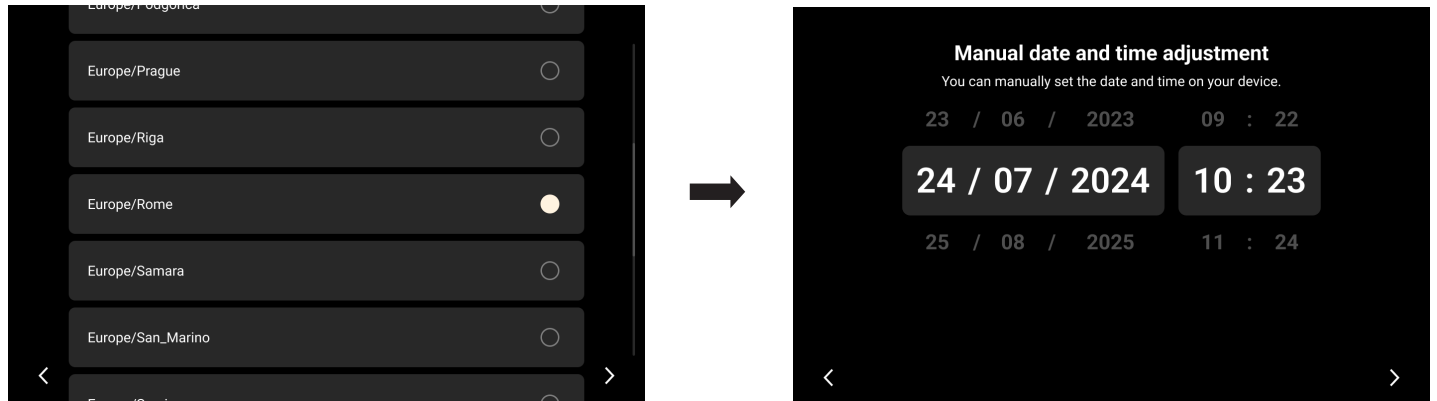 Europe/Podgorica
Europe/Prague
Europe/Riga
Europe/Rome
Europe/Samara
Europe/San_Marino
Manual date and time adjustment
You can manually set the date and time on your device.
23 / 06 / 2023 09 : 22
24 / 07 / 2024 10 : 23
25 / 08 / 2025 11 : 24